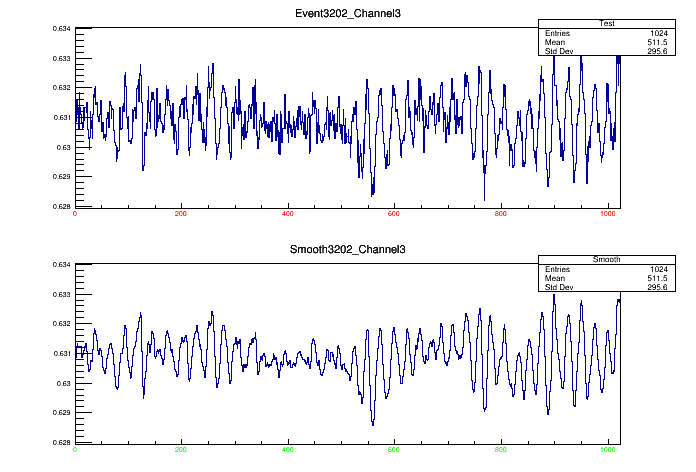 Event3202_Channel3
Test
Entries 1024
Mean 511.5
Std Dev 295.6
0.634
0.633
0.632
0.631
0.63
0.629
0.628
0 200 400 600 800 1000
Smooth3202_Channel3
Smooth
Entries 1024
Mean 511.5
Std Dev 295.6
0.634
0.633
0.632
0.631
0.63
0.629
0.628
0 200 400 600 800 1000